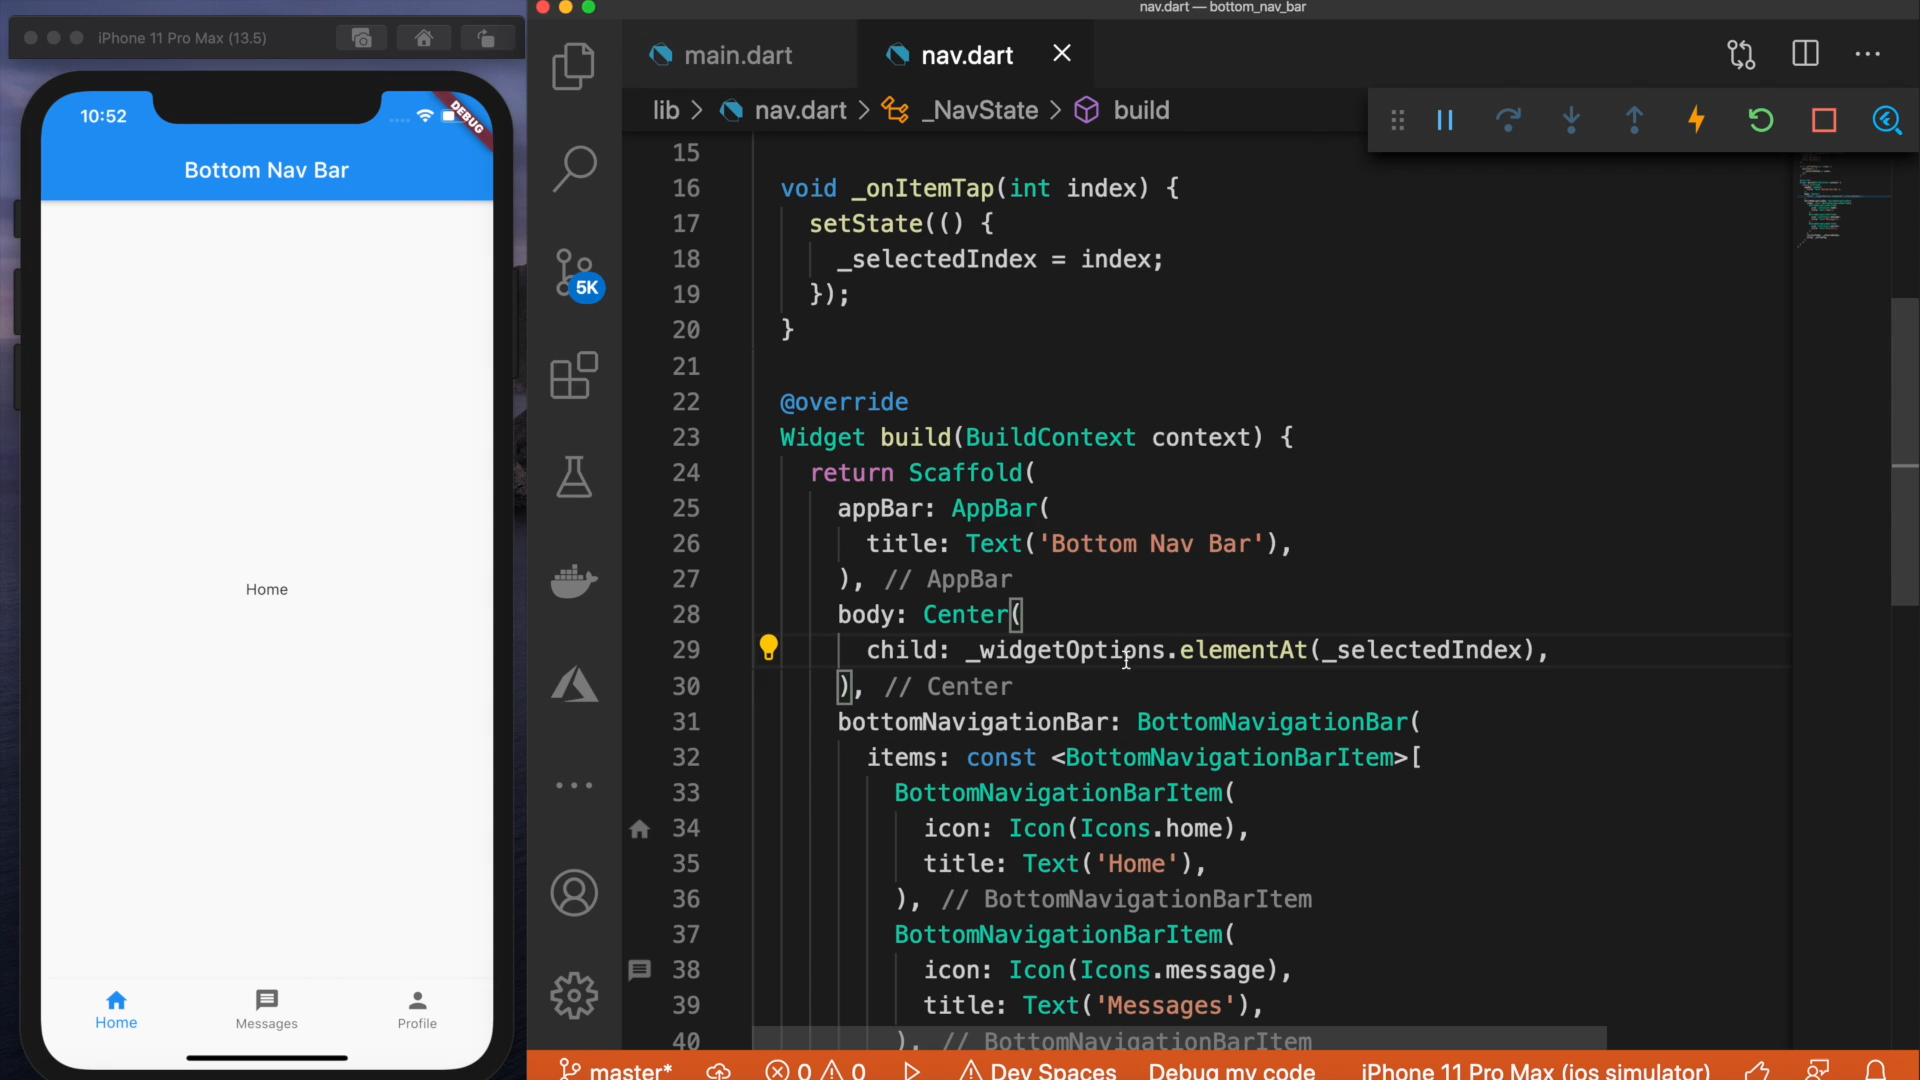 iPhone 11 Pro Max (13.5)
10:52
DEBUG
Bottom Nav Bar
Home
Home
Messages
Profile
nav.dart — bottom_nav_bar
main.dart
nav.dart
lib > nav.dart > _NavState > build
5K
15
16 void _onItemTap(int index) {
17 setState(() {
18 _selectedIndex = index;
19 });
20 }
21
22 @override
23 Widget build(BuildContext context) {
24 return Scaffold(
25 appBar: AppBar(
26 title: Text('Bottom Nav Bar'),
27 ), // AppBar
28 body: Center(
29 child: _widgetOptions.elementAt(_selectedIndex),
30 ), // Center
31 bottomNavigationBar: BottomNavigationBar(
32 items: const <BottomNavigationBarItem>[
33 BottomNavigationBarItem(
34 icon: Icon(Icons.home),
35 title: Text('Home'),
36 ), // BottomNavigationBarItem
37 BottomNavigationBarItem(
38 icon: Icon(Icons.message),
39 title: Text('Messages'),
40 ), // BottomNavigationBarItem
master* 0 0 Dev Spaces Debug my code iPhone 11 Pro Max (ios simulator)